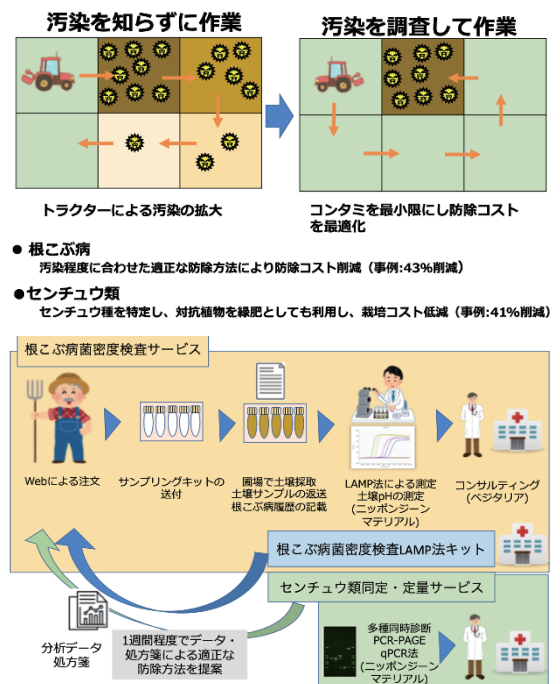 汚染を知らずに作業
汚染を調査して作業
トラクターによる汚染の拡大
コンタミを最小限にし防除コスト
を最適化
● 根こぶ病
汚染程度に合わせた適正な防除方法により防除コスト削減(事例:43%削減)
●センチュウ類
センチュウ種を特定し、対抗植物を緑肥としても利用し、栽培コスト低減(事例:41%削減)
根こぶ病菌密度検査サービス
Webによる注文
サンプリングキットの
送付
圃場で土壌採取
土壌サンプルの返送
根こぶ病履歴の記載
LAMP法による測定
土壌pHの測定
(ニッポンジーン
マテリアル)
コンサルティング
(ベジタリア)
根こぶ病菌密度検査LAMP法キット
センチュウ類同定・定量サービス
分析データ
処方箋
1週間程度でデータ・
処方箋による適正な
防除方法を提案
多種同時診断
PCR-PAGE
qPCR法
(ニッポンジーン
マテリアル)